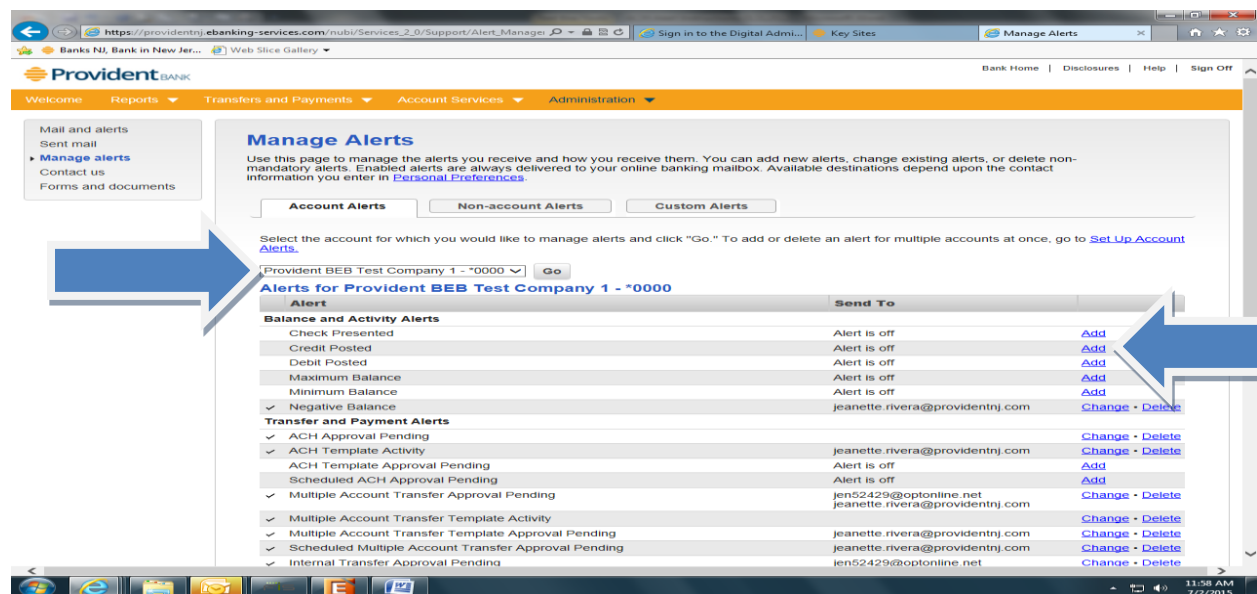 https://providentnj.ebanking-services.com/nubi/Services_2_0/Support/Alert_Manager
Sign in to the Digital Admi...
Key Sites
Manage Alerts
Banks NJ, Bank in New Jer...
Web Slice Gallery
Provident BANK
Bank Home | Disclosures | Help | Sign Off
Welcome Reports Transfers and Payments Account Services Administration
Mail and alerts
Sent mail
Manage alerts
Contact us
Forms and documents
Manage Alerts
Use this page to manage the alerts you receive and how you receive them. You can add new alerts, change existing alerts, or delete non-
mandatory alerts. Enabled alerts are always delivered to your online banking mailbox. Available destinations depend upon the contact
information you enter in Personal Preferences.
Account Alerts Non-account Alerts Custom Alerts
Select the account for which you would like to manage alerts and click "Go." To add or delete an alert for multiple accounts at once, go to Set Up Account
Alerts.
Provident BEB Test Company 1 - *0000 Go
Alerts for Provident BEB Test Company 1 - *0000
Alert Send To
Balance and Activity Alerts
Check Presented Alert is off Add
Credit Posted Alert is off Add
Debit Posted Alert is off Add
Maximum Balance Alert is off Add
Minimum Balance Alert is off Add
Negative Balance jeanette.rivera@providentnj.com Change • Delete
Transfer and Payment Alerts
ACH Approval Pending Change • Delete
ACH Template Activity jeanette.rivera@providentnj.com Change • Delete
ACH Template Approval Pending Alert is off Add
Scheduled ACH Approval Pending Alert is off Add
Multiple Account Transfer Approval Pending jen52429@optonline.net Change • Delete
jeanette.rivera@providentnj.com
Multiple Account Transfer Template Activity Change • Delete
Multiple Account Transfer Template Approval Pending jeanette.rivera@providentnj.com Change • Delete
Scheduled Multiple Account Transfer Approval Pending jeanette.rivera@providentnj.com Change • Delete
Internal Transfer Approval Pending jen52429@optonline.net Change • Delete
11:58 AM
7/2/2015